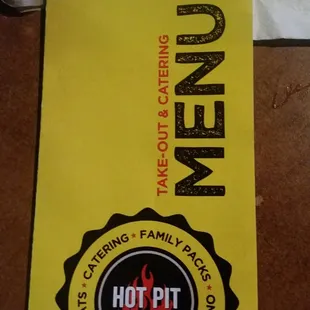 MENU
TAKE-OUT & CATERING
CATERING ★ FAMILY PACKS ★
HOT PIT